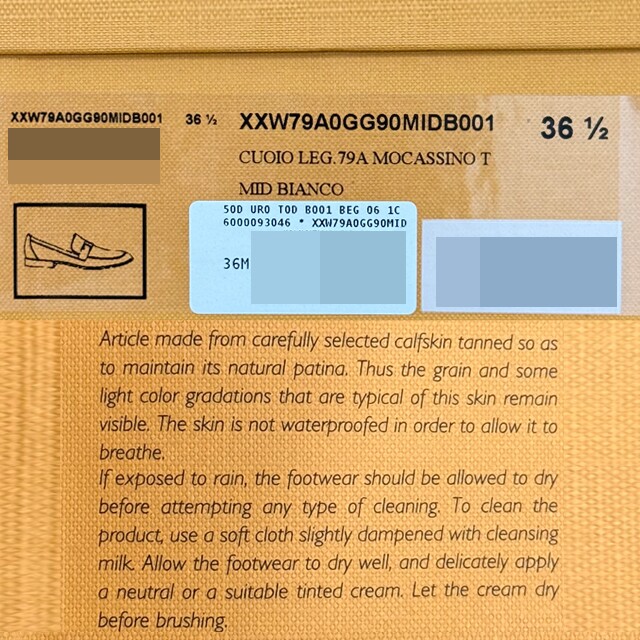 XXW79A0GG90MIDB001 36 ½ XXW79A0GG90MIDB001 36 ½
CUOIO LEG.79A MOCASSINO T
MID BIANCO
50D URO TOD B001 BEG 06 1C
6000093046 * XXW79A0GG90MID
36M
Article made from carefully selected calfskin tanned so as
to maintain its natural patina. Thus the grain and some
light color gradations that are typical of this skin remain
visible. The skin is not waterproofed in order to allow it to
breathe.
If exposed to rain, the footwear should be allowed to dry
before attempting any type of cleaning. To clean the
product, use a soft cloth slightly dampened with cleansing
milk. Allow the footwear to dry well, and delicately apply
a neutral or a suitable tinted cream. Let the cream dry
before brushing.